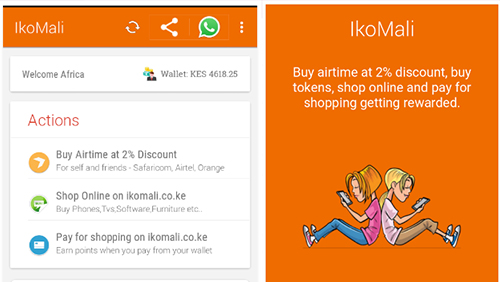 IkoMali
Welcome Africa
Wallet: KES 4618.25
Actions
Buy Airtime at 2% Discount
For sell and friends - Safaricom, Airtel, Orange
Shop Online on ikomali.co.ke
Buy Phones,Tvs,Software,Furniture etc..
Pay for shopping on ikomali.co.ke
Earn points when you pay from your wallet
IkoMali
Buy airtime at 2% discount, buy
tokens, shop online and pay for
shopping getting rewarded.